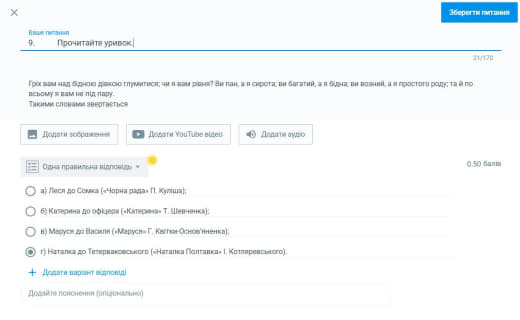 Зберегти питання
Ваше питання
9. Прочитайте уривок.
21/170
Гріх вам над бідною дівкою глумитися; чи я вам рівня? Ви пан, а я сирота; ви багатий, а я бідна; ви возний, а я простого роду; та й по
всьому я вам не під пару.
Такими словами звертається
Додати зображення
Додати YouTube відео
Додати аудіо
Одна правильна відповідь
0.50 балів
а) Леся до Сомка («Чорна рада» П. Куліша);
б) Катерина до офіцера («Катерина» Т. Шевченка);
в) Маруся до Василя («Маруся» Г. Квітки-Основ'яненка);
г) Наталка до Тетерваковського («Наталка Полтавка» І. Котляревського).
+ Додати варіант відповіді
Додайте пояснення (опціонально)